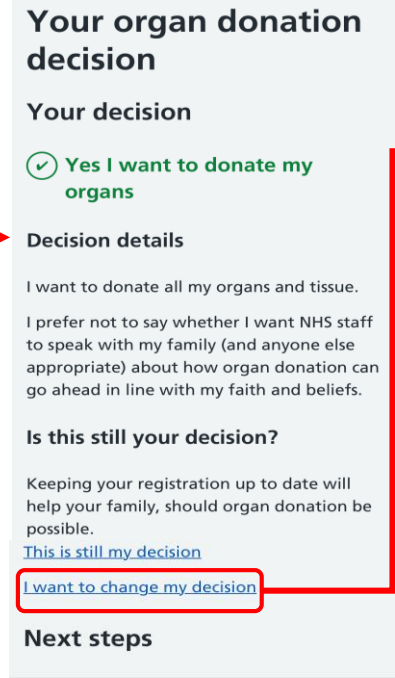 Your organ donation
decision
Your decision
Yes I want to donate my
organs
Decision details
I want to donate all my organs and tissue.
I prefer not to say whether I want NHS staff
to speak with my family (and anyone else
appropriate) about how organ donation can
go ahead in line with my faith and beliefs.
Is this still your decision?
Keeping your registration up to date will
help your family, should organ donation be
possible.
This is still my decision
I want to change my decision
Next steps